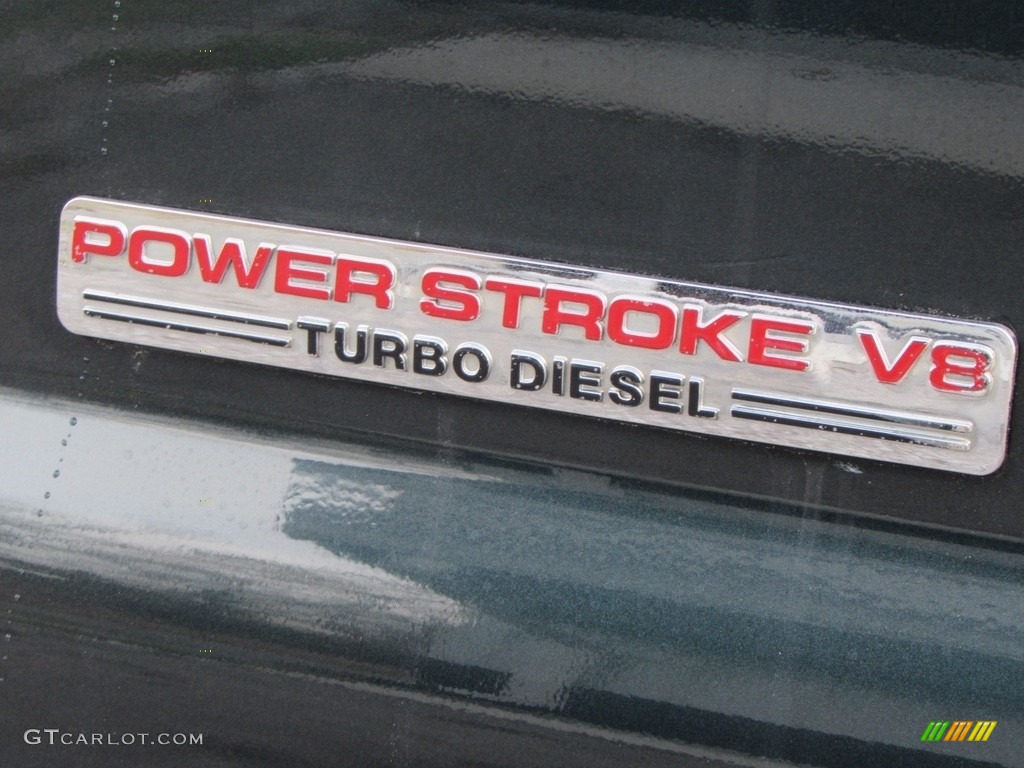 POWER STROKE V8
TURBO DIESEL
GTCARLOT.COM